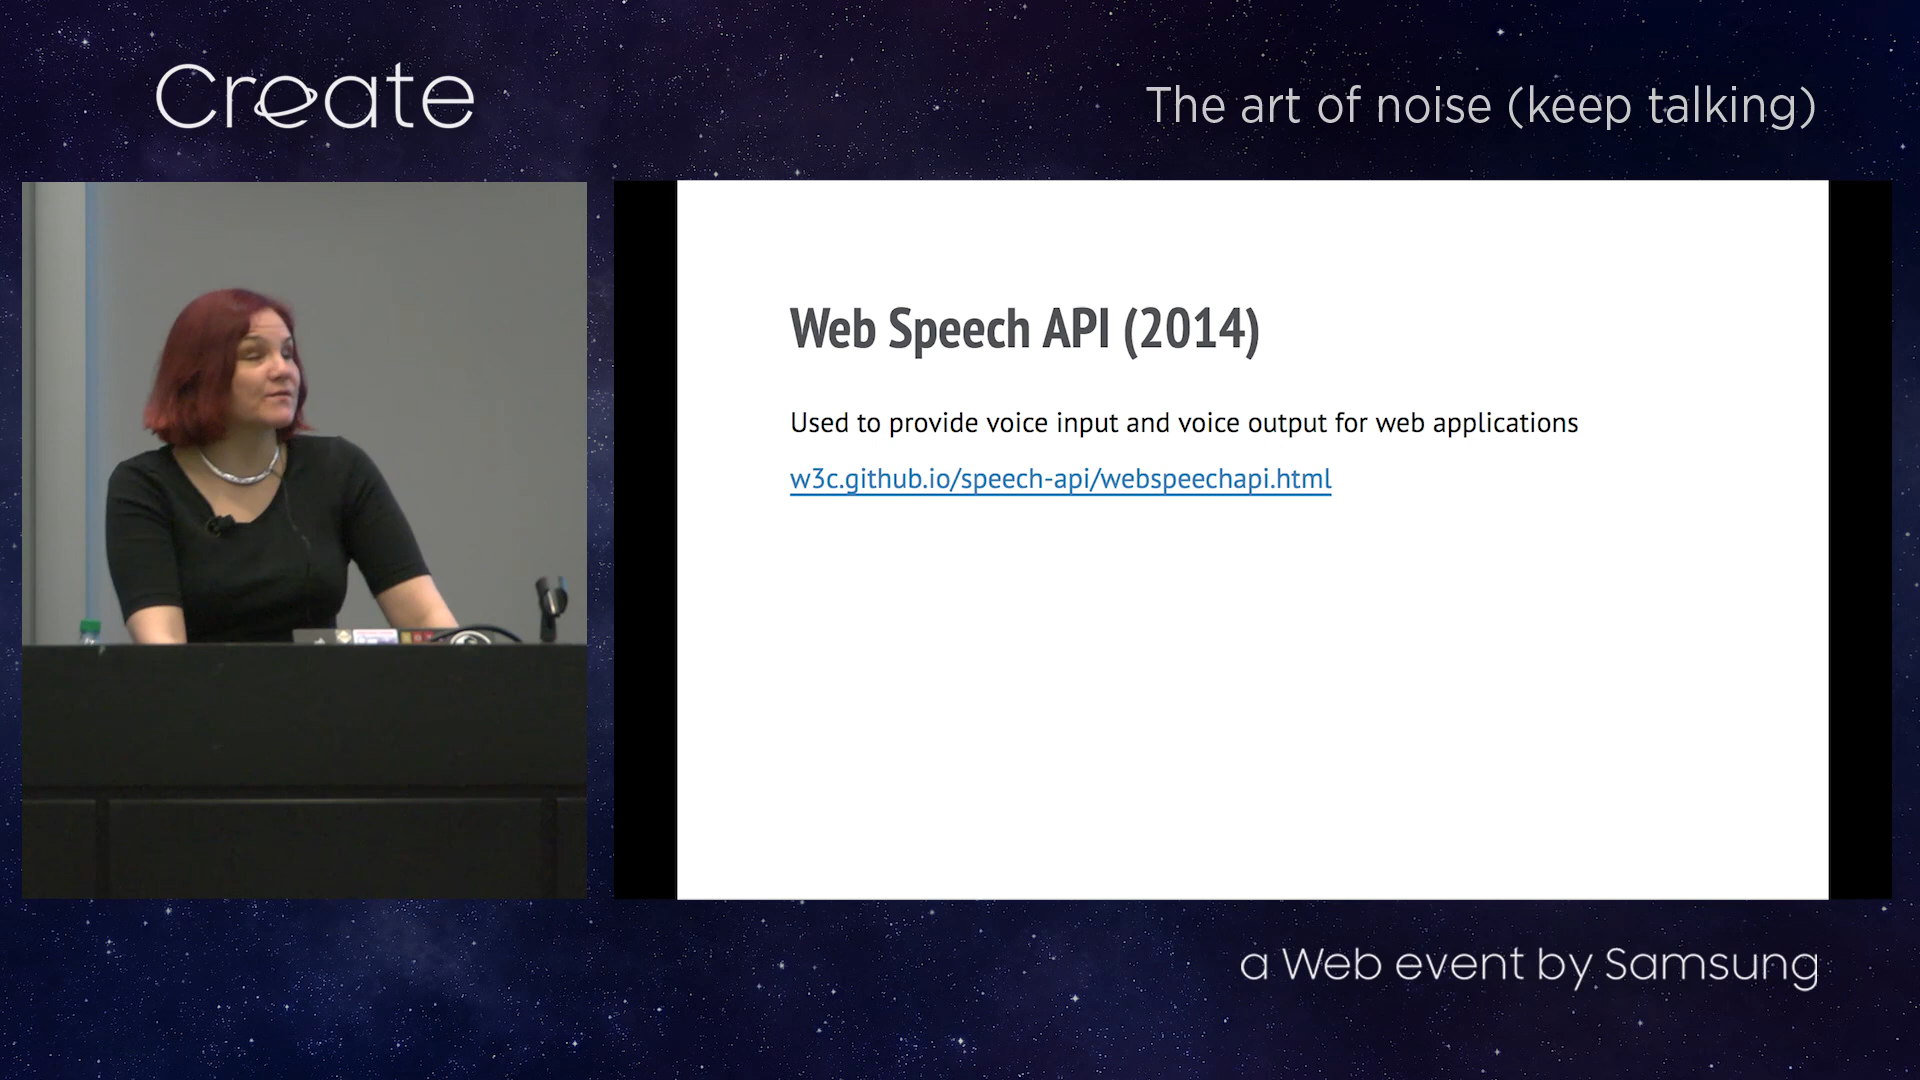 Create
The art of noise (keep talking)
Web Speech API (2014)
Used to provide voice input and voice output for web applications
w3c.github.io/speech-api/webspeechapi.html
a Web event by Samsung